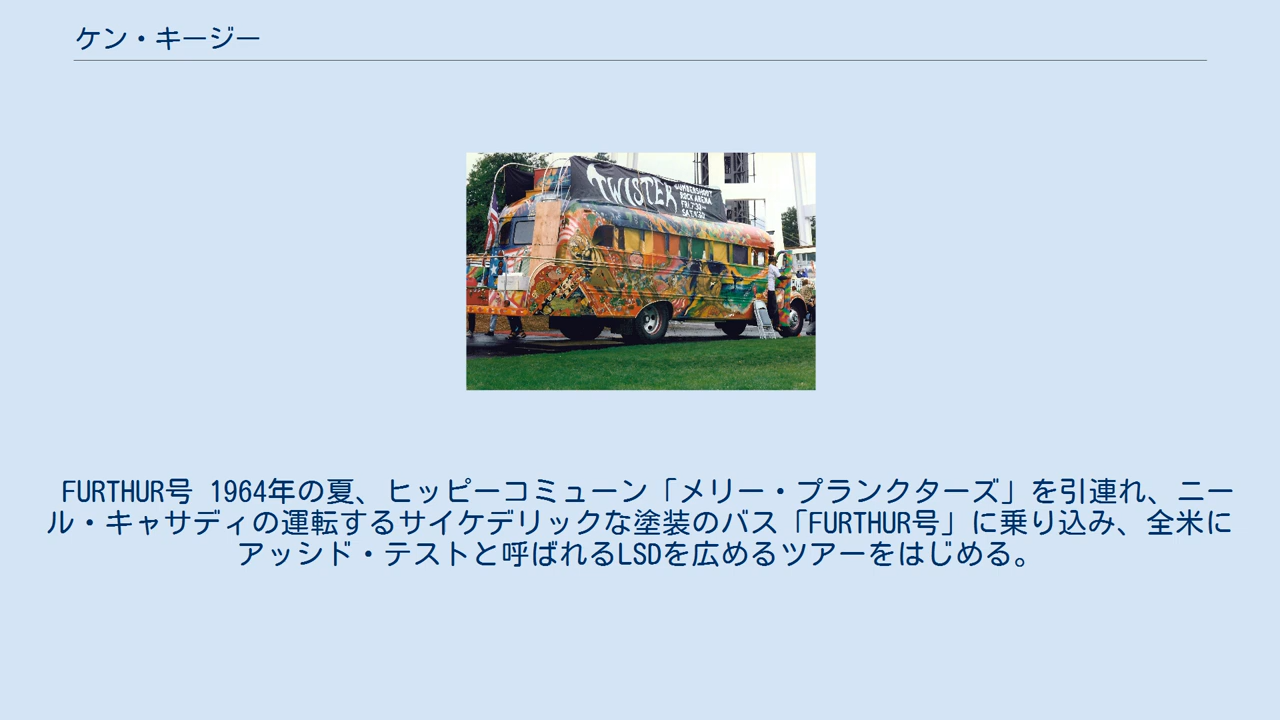 ケン・キージー
TWISTER
BUMBERSHOOT
ROCK ARENA
FURTHUR号 1964年の夏、ヒッピーコミューン「メリー・プランクターズ」を引連れ、ニー
ル・キャサディの運転するサイケデリックな塗装のバス「FURTHUR号」に乗り込み、全米に
アッシド・テストと呼ばれるLSDを広めるツアーをはじめる。